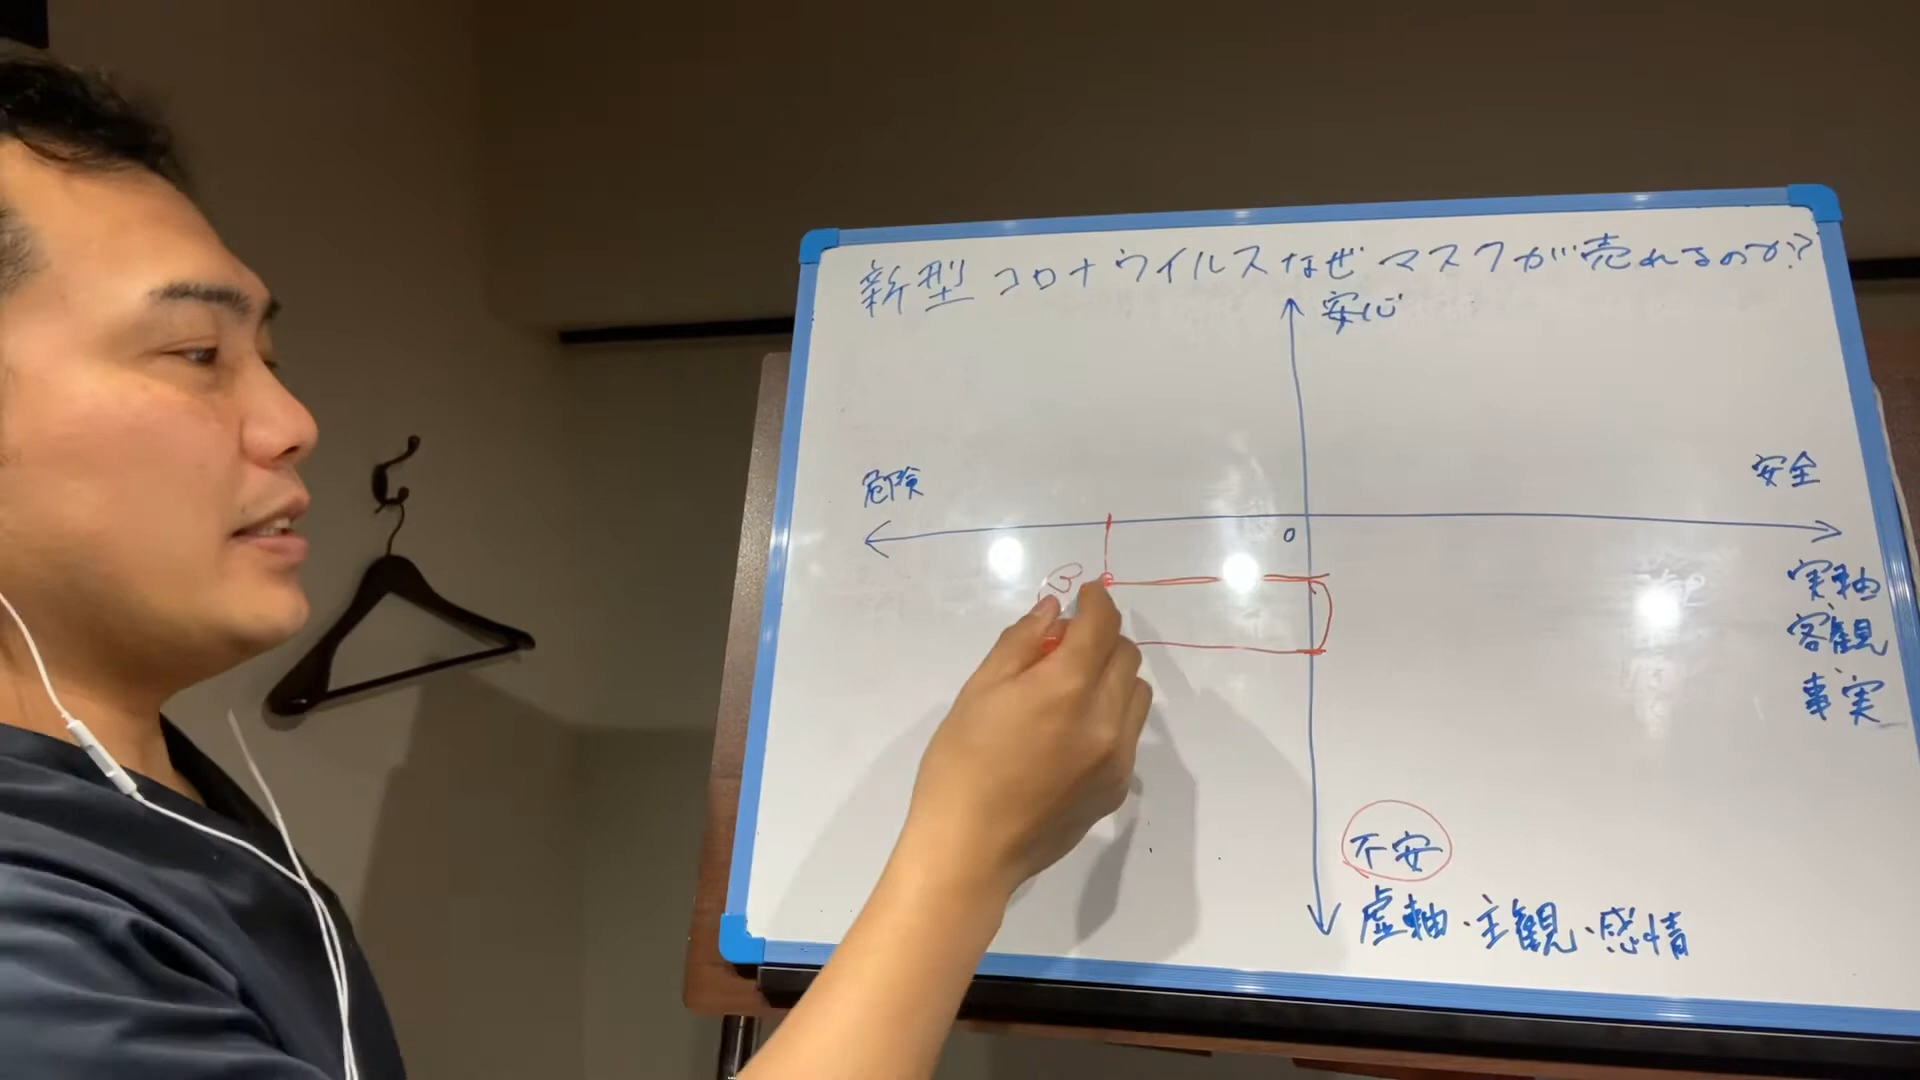 新型コロナウイルスなぜマスクが売れるのか?
安心
危険
安全
0
実軸
客観
事実
不安
虚軸・主観・感情